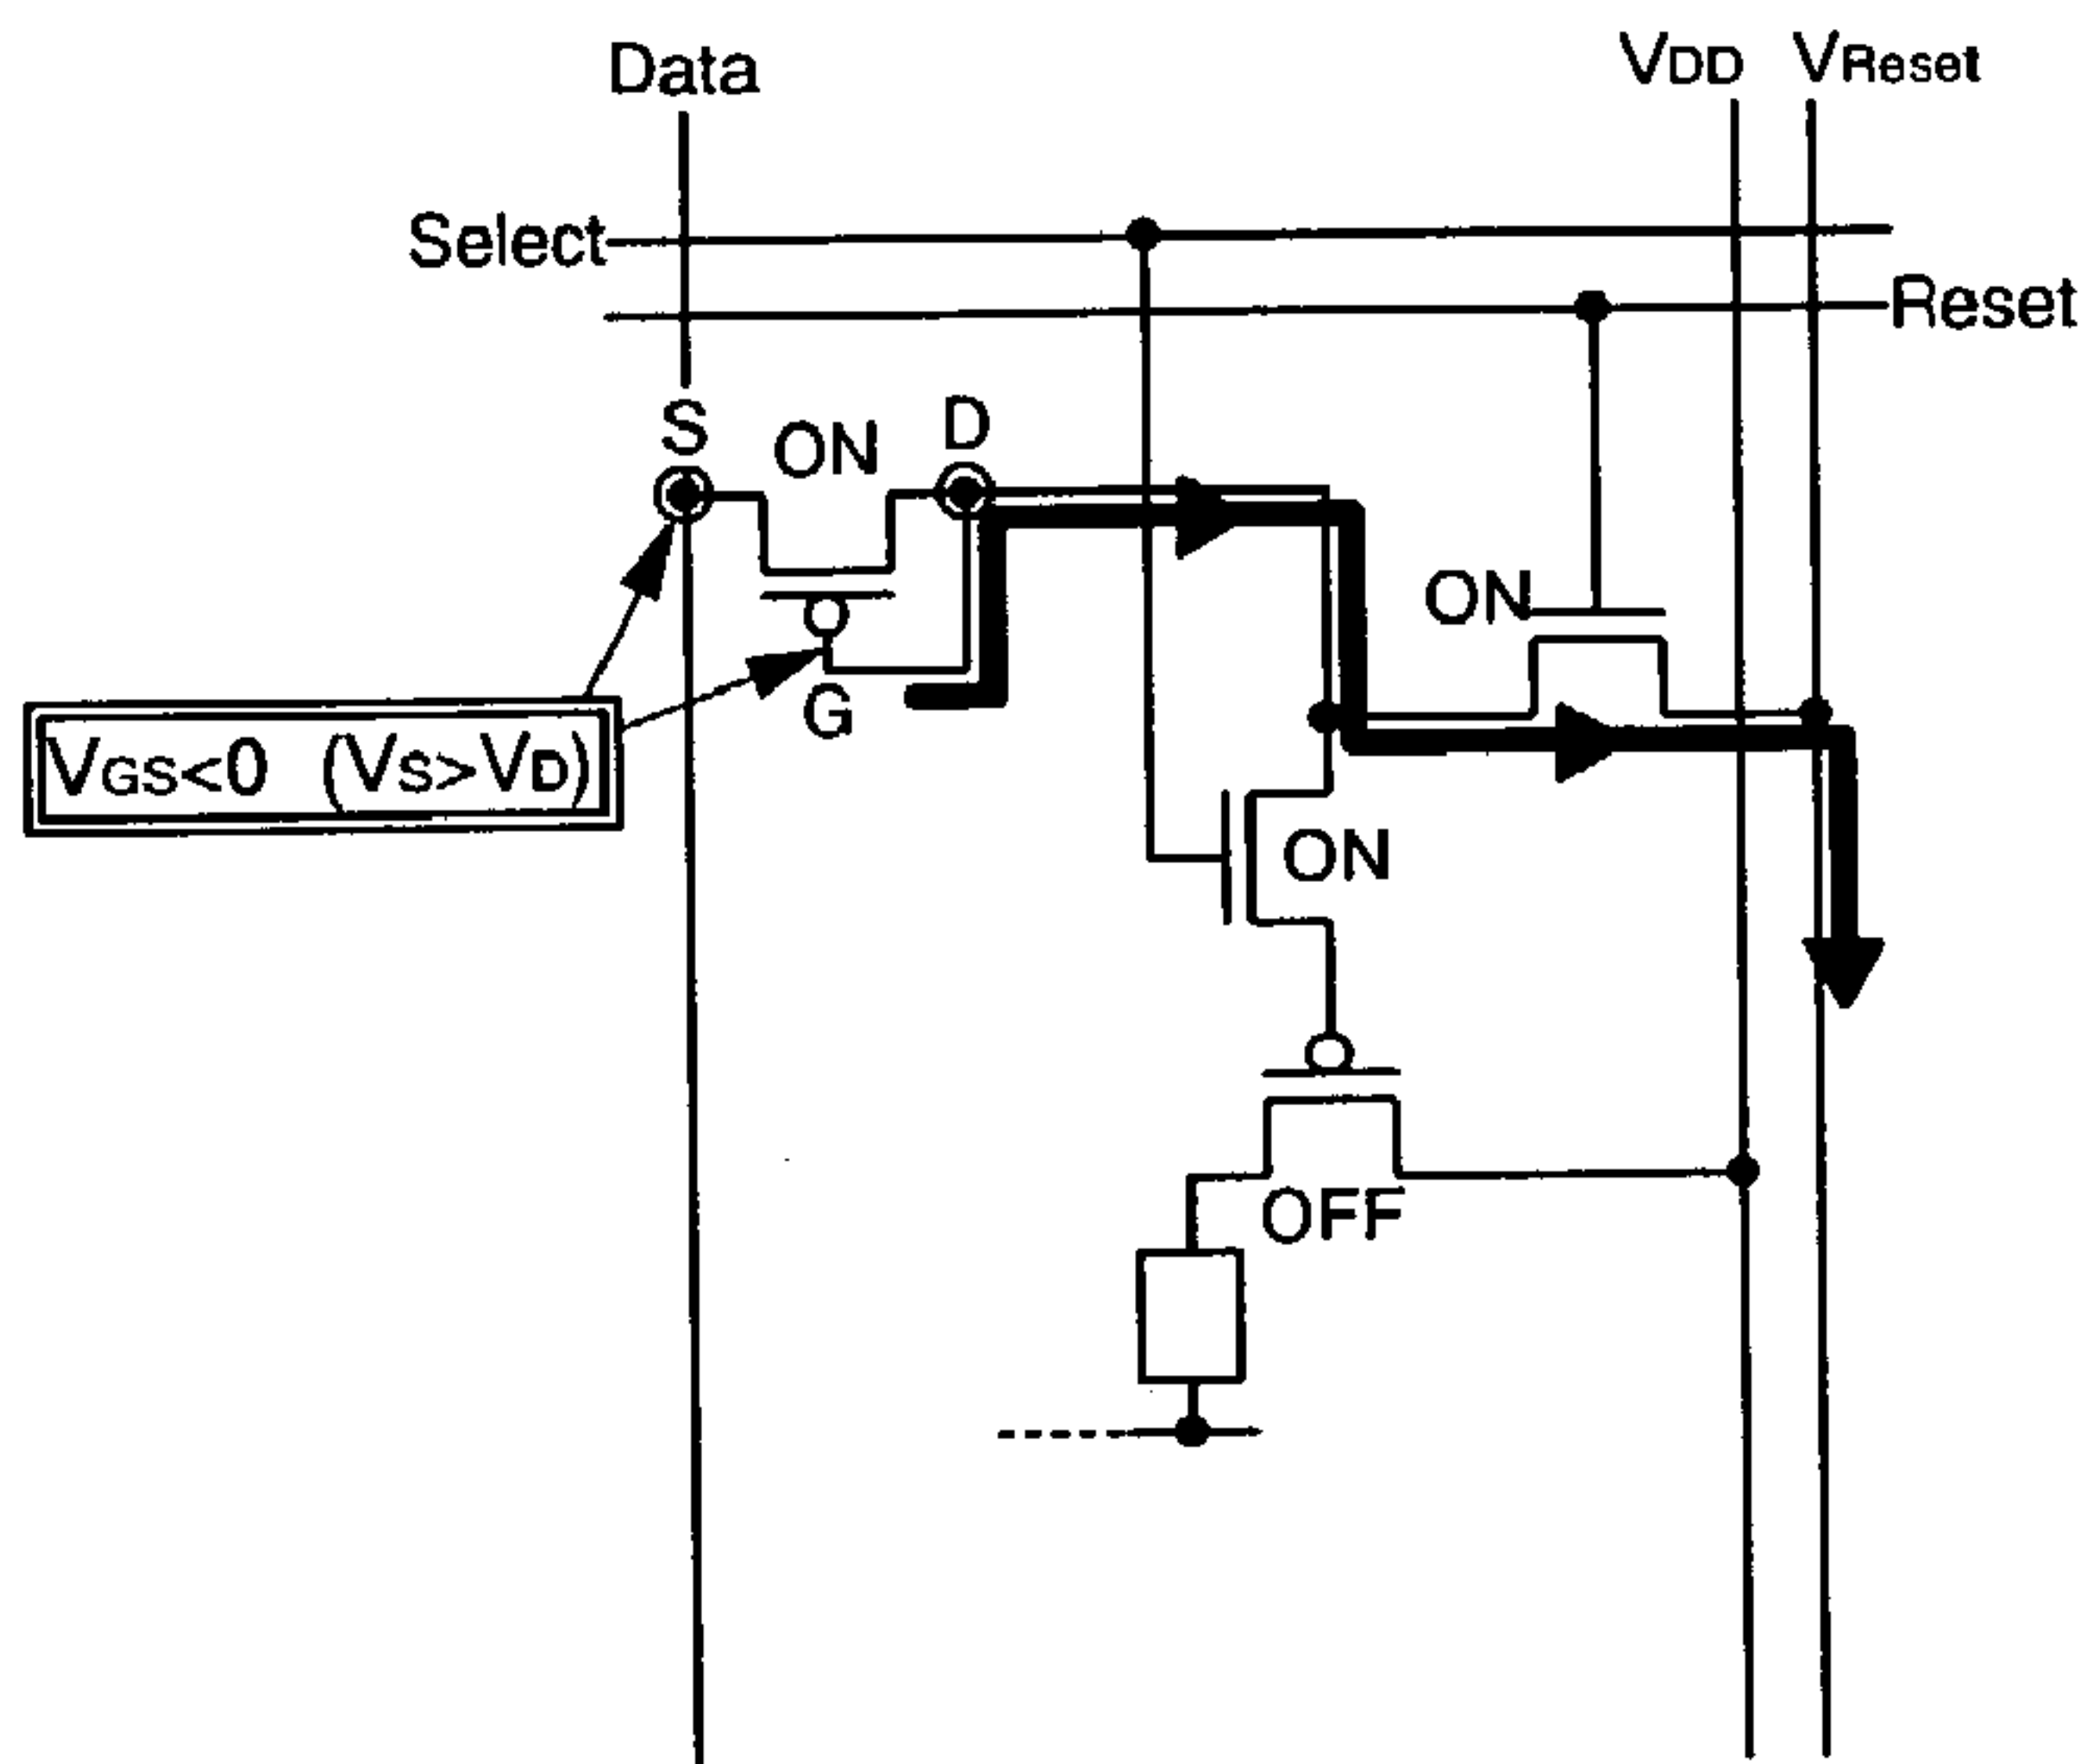 Data
VDD
VReset
Select
Reset
S
ON
D
ON
G
VGS<0 (VS>VD)
ON
OFF